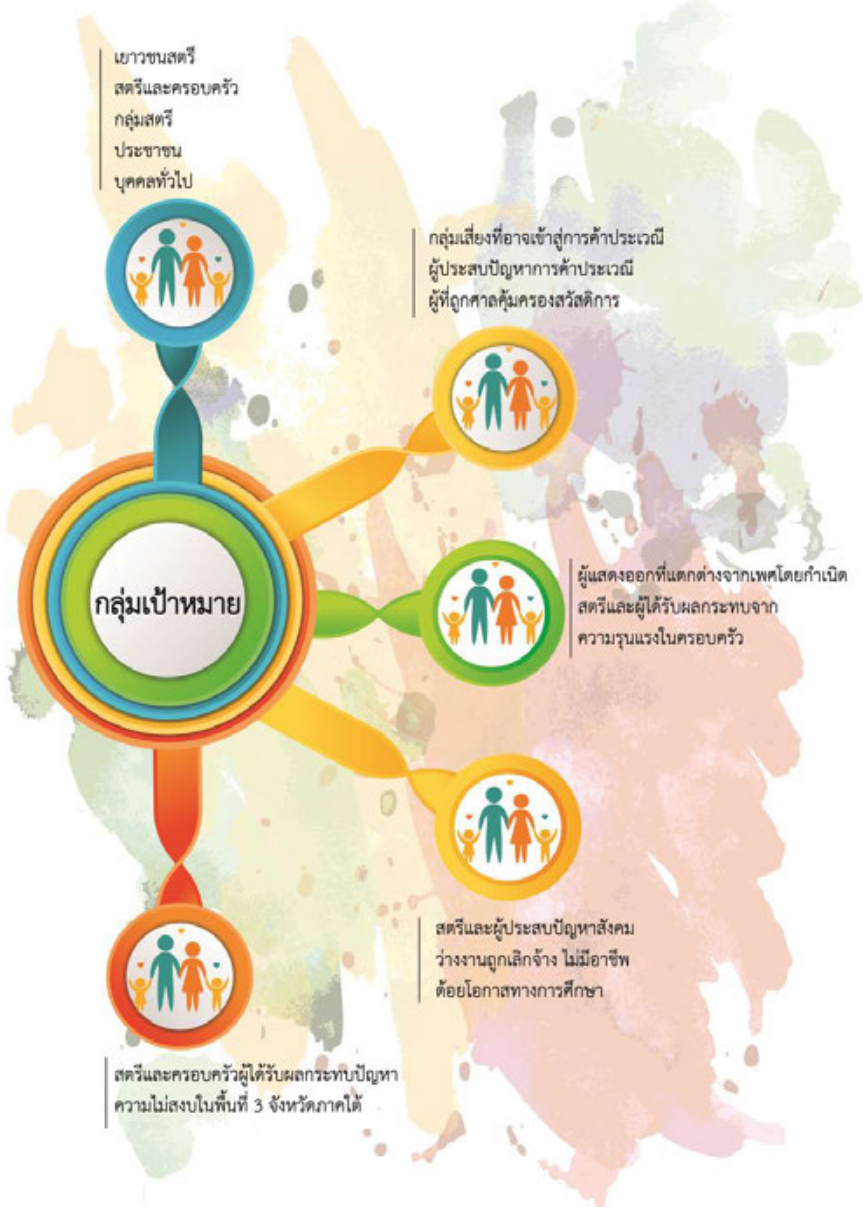 เยาวชนสตรี
สตรีและครอบครัว
กลุ่มสตรี
ประชาชน
บุคคลทั่วไป
กลุ่มเสี่ยงที่อาจเข้าสู่การค้าประเวณี
ผู้ประสบปัญหาการค้าประเวณี
ผู้ที่ถูกศาลคุ้มครองสวัสดิการ
กลุ่มเป้าหมาย
ผู้แสดงออกที่แตกต่างจากเพศโดยกำเนิด
สตรีและผู้ได้รับผลกระทบจาก
ความรุนแรงในครอบครัว
สตรีและผู้ประสบปัญหาสังคม
ว่างงานถูกเลิกจ้าง ไม่มีอาชีพ
ด้อยโอกาสทางการศึกษา
สตรีและครอบครัวผู้ได้รับผลกระทบปัญหา
ความไม่สงบในพื้นที่ 3 จังหวัดภาคใต้